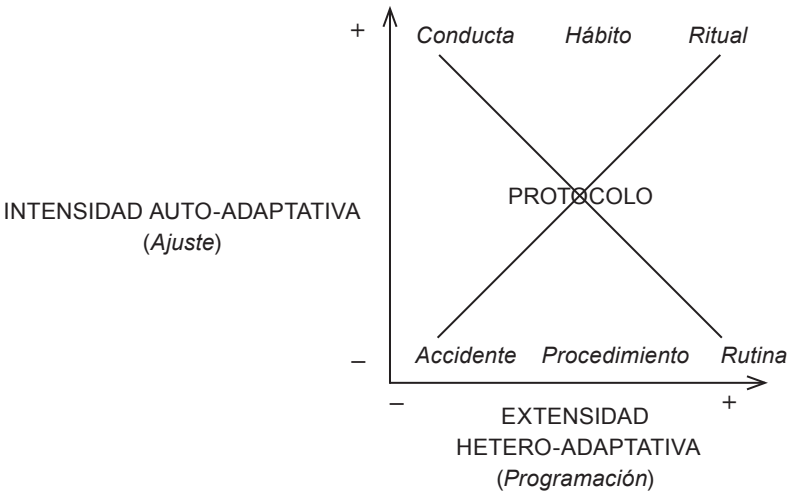 +
Conducta Hábito Ritual
INTENSIDAD AUTO-ADAPTATIVA
(Ajuste)
PROTOCOLO
–
Accidente Procedimiento Rutina
–
+
EXTENSIDAD
HETERO-ADAPTATIVA
(Programación)